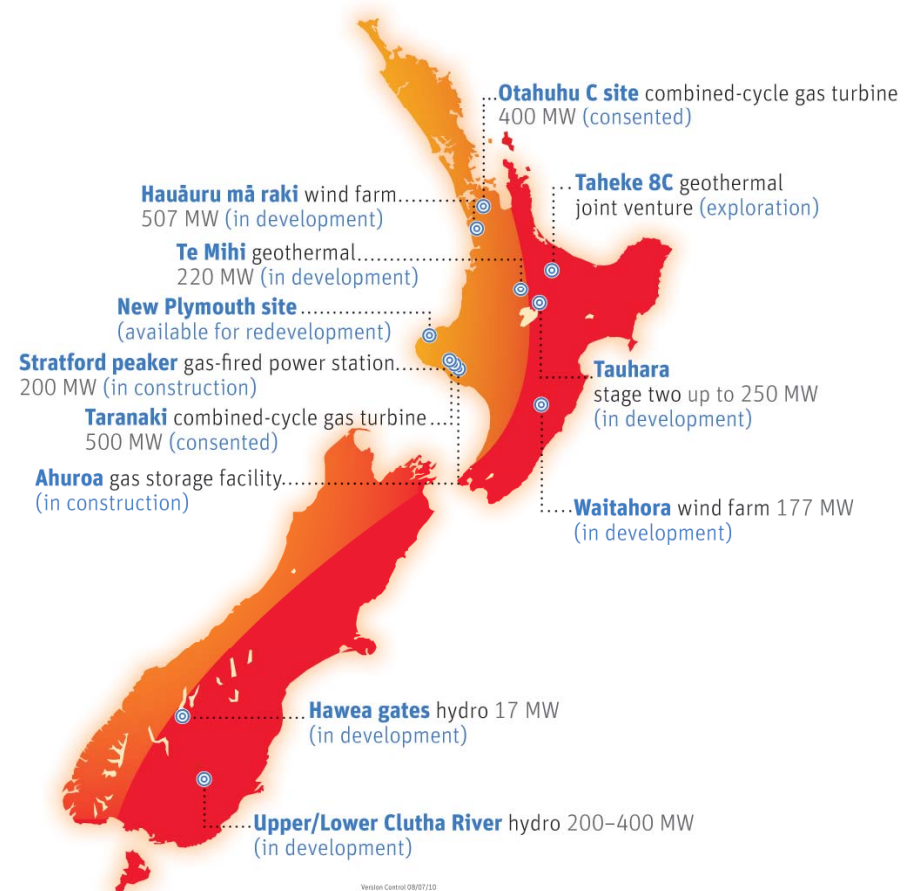 Otahuhu C site combined-cycle gas turbine
400 MW (consented)
Hauāuru mā raki wind farm
507 MW (in development)
Taheke 8C geothermal
joint venture (exploration)
Te Mihi geothermal
220 MW (in development)
New Plymouth site
(available for redevelopment)
Stratford peaker gas-fired power station
200 MW (in construction)
Tauhara
stage two up to 250 MW
(in development)
Taranaki combined-cycle gas turbine
500 MW (consented)
Ahuroa gas storage facility
(in construction)
Waitahora wind farm 177 MW
(in development)
Hawea gates hydro 17 MW
(in development)
Upper/Lower Clutha River hydro 200–400 MW
(in development)
Version Control 08/07/10